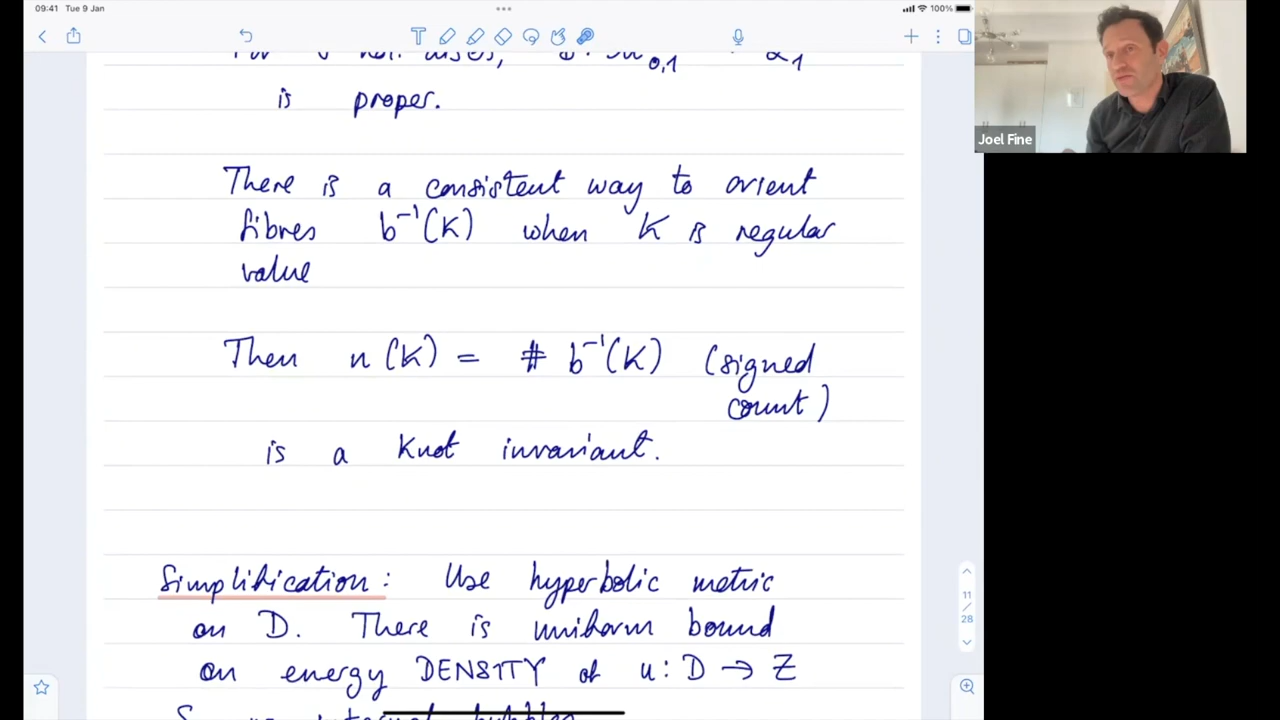 09:41 Tue 9 Jan
100%
is proper.
There is a consistent way to orient
fibres b⁻¹(K) when K is regular
value
Then n(K) = # b⁻¹(K) (signed
count)
is a knot invariant.
Simplification: Use hyperbolic metric
on D. There is uniform bound
on energy DENSITY of u: D → Z
11
/
28
Joel Fine